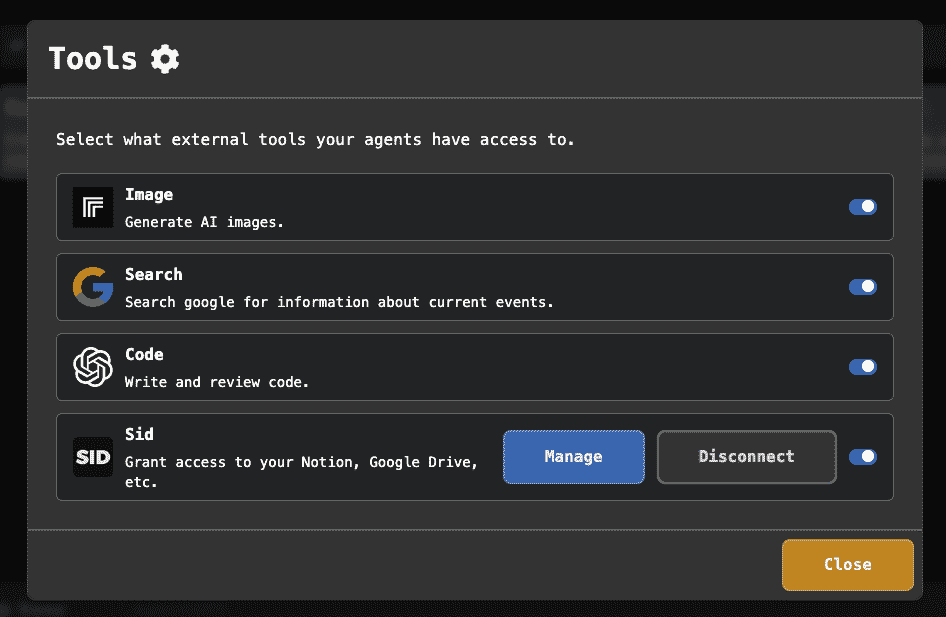 Tools
Select what external tools your agents have access to.
Image
Generate AI images.
Search
Search google for information about current events.
Code
Write and review code.
SID
Sid
Grant access to your Notion, Google Drive,
etc.
Manage
Disconnect
Close